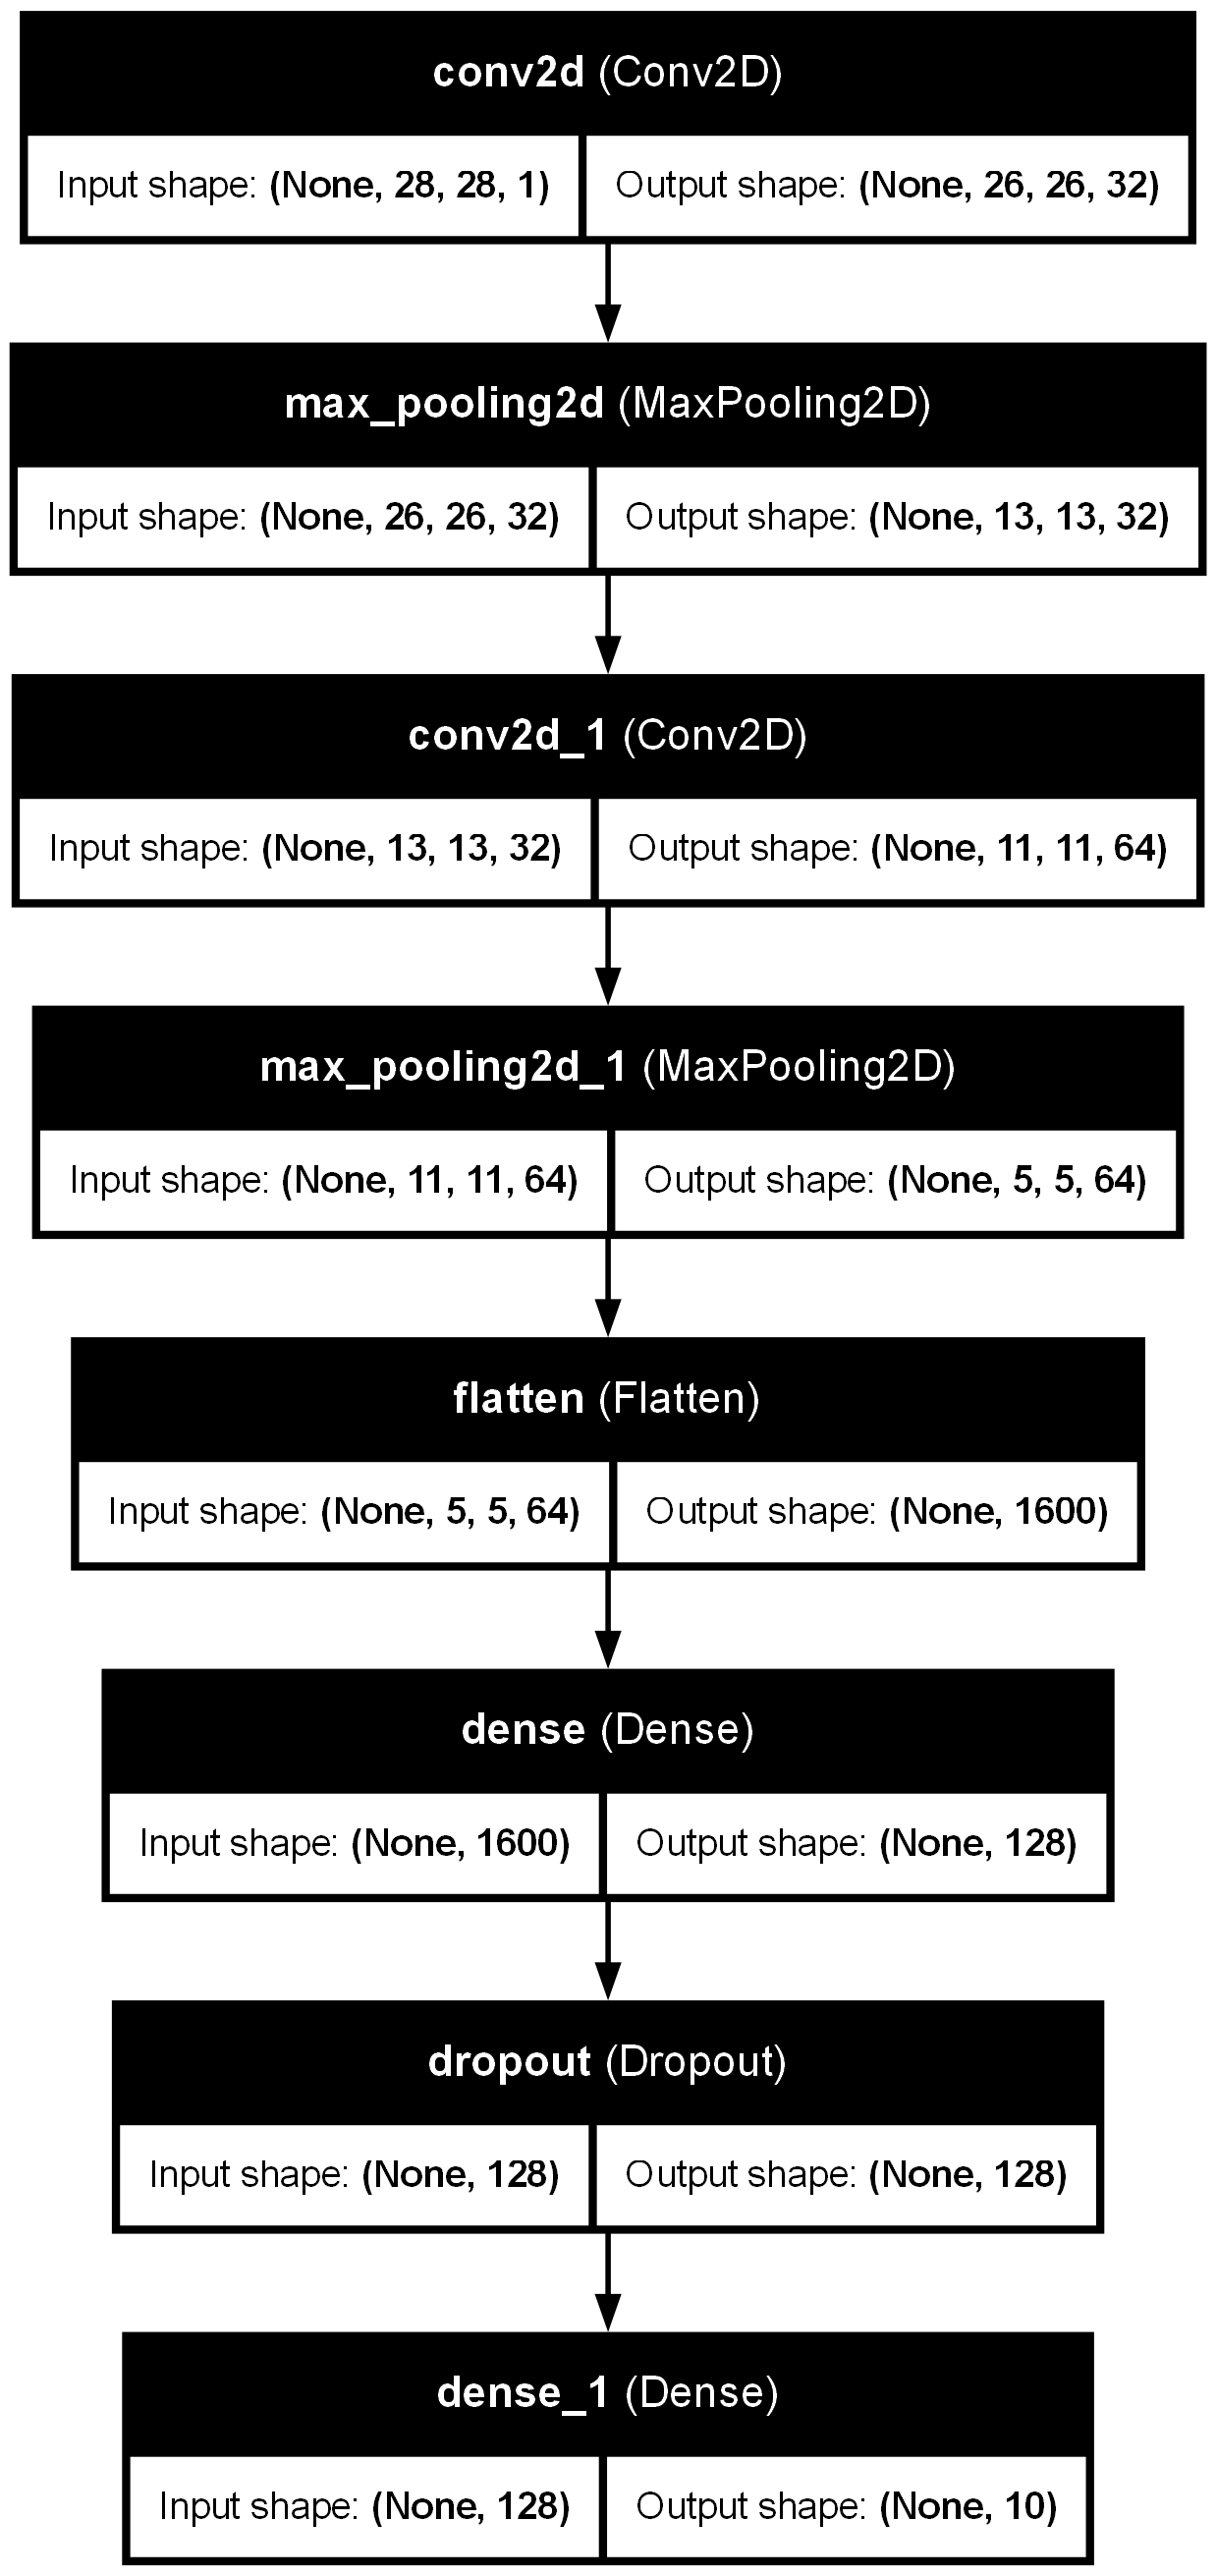 conv2d (Conv2D)
Input shape: (None, 28, 28, 1) Output shape: (None, 26, 26, 32)
max_pooling2d (MaxPooling2D)
Input shape: (None, 26, 26, 32) Output shape: (None, 13, 13, 32)
conv2d_1 (Conv2D)
Input shape: (None, 13, 13, 32) Output shape: (None, 11, 11, 64)
max_pooling2d_1 (MaxPooling2D)
Input shape: (None, 11, 11, 64) Output shape: (None, 5, 5, 64)
flatten (Flatten)
Input shape: (None, 5, 5, 64) Output shape: (None, 1600)
dense (Dense)
Input shape: (None, 1600) Output shape: (None, 128)
dropout (Dropout)
Input shape: (None, 128) Output shape: (None, 128)
dense_1 (Dense)
Input shape: (None, 128) Output shape: (None, 10)